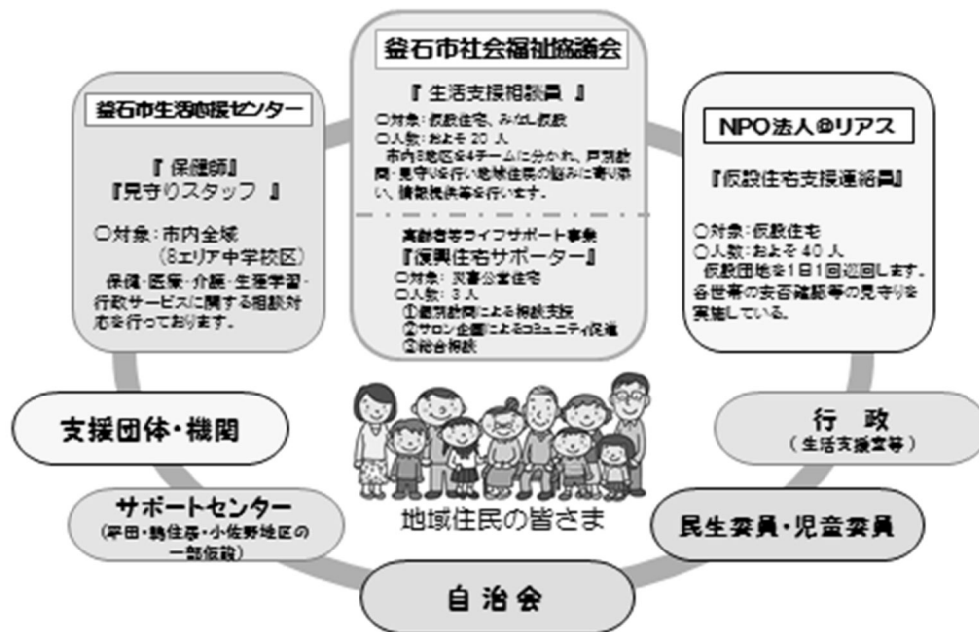 釜石市社会福祉協議会
『 生活支援相談員 』
○対象：仮設住宅、みなし仮設
○人数：およそ20人
市内8地区を4チームに分かれ、戸別訪
問・見守りを行い地域住民の悩みに寄り添
い、情報提供等を行います。
高齢者等ライフサポート事業
『復興住宅サポーター』
○対象： 災害公営住宅
○人数： 3人
①個別訪問による相談支援
②サロン企画によるコミュニティ促進
③総合相談
釜石市生活応援センター
『 保健師』
『見守りスタッフ 』
○対象：市内全域
(8エリア中学校区)
保健・医療・介護・生涯学習・
行政サービスに関する相談対
応を行っております。
NPO法人@リアス
『仮設住宅支援連絡員』
○対象：仮設住宅
○人数：およそ40人
仮設団地を1日1回巡回します。
各世帯の安否確認等の見守りを
実施している。
支援団体・機関
行 政
（生活支援室等）
サポートセンター
(平田・鵜住居・小佐野地区の
一部仮設)
地域住民の皆さま
民生委員・児童委員
自治会